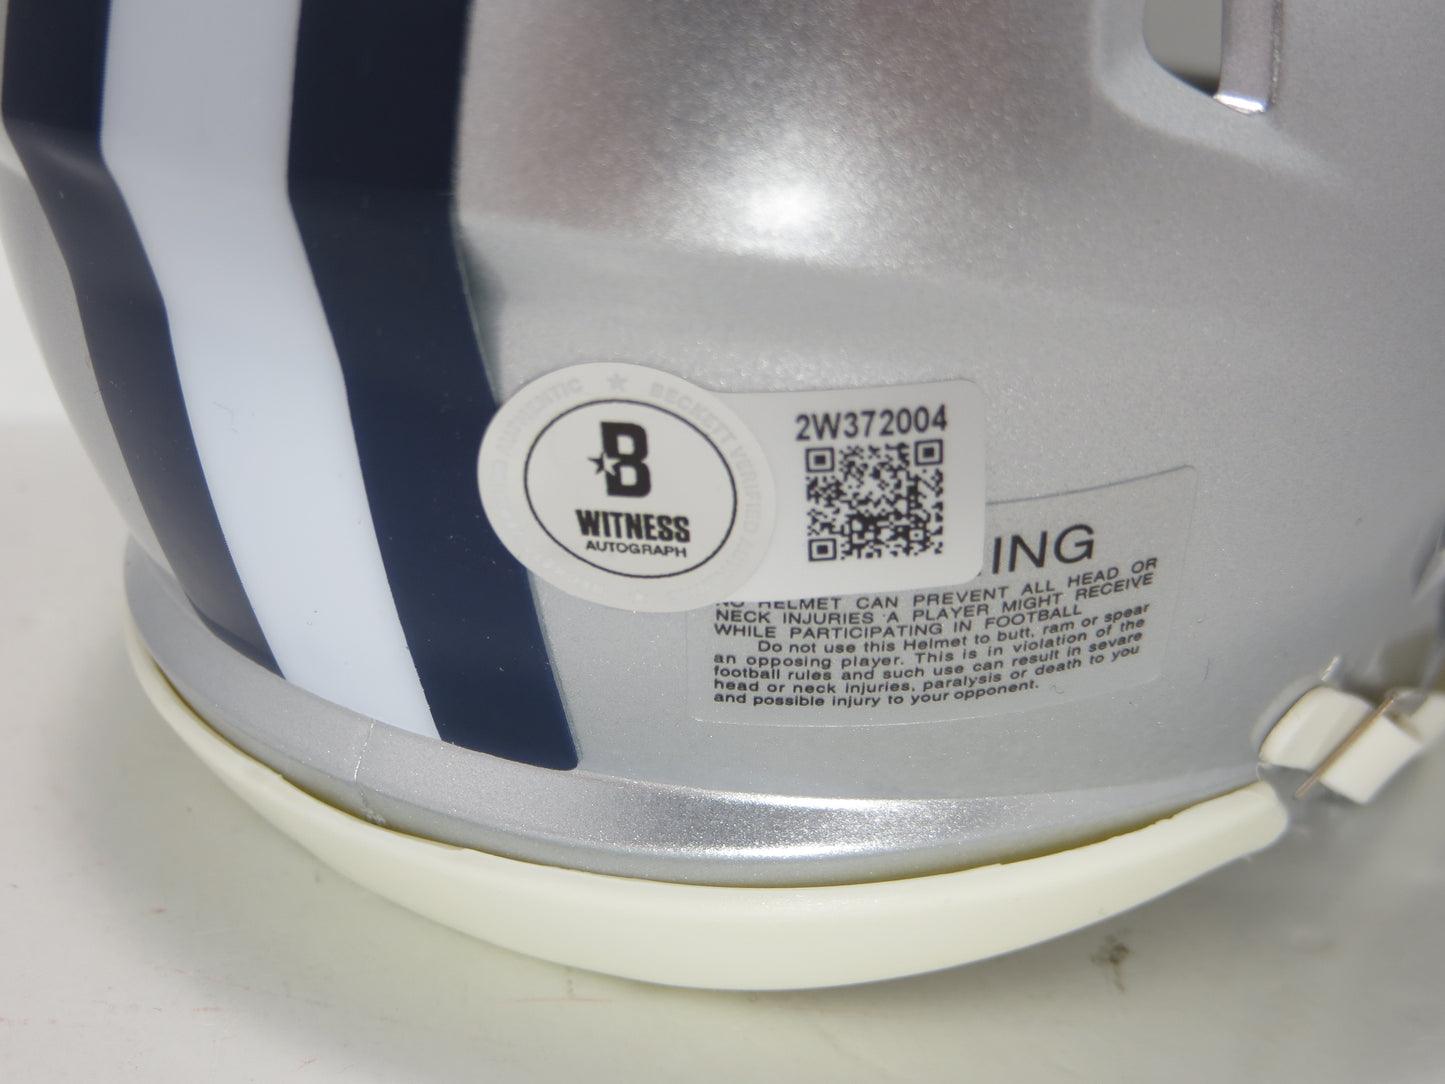 BECKETT VERIFIED
B
WITNESS
AUTOGRAPH
2W372004
ING
HELMET CAN PREVENT ALL HEAD OR
NECK INJURIES A PLAYER MIGHT RECEIVE
WHILE PARTICIPATING IN FOOTBALL
Do not use this Helmet to butt, ram or spear
an opposing player. This is in violation of the
football rules and such use can result in sevare
head or neck injuries, paralysis or death to you
and possible injury to your opponent.